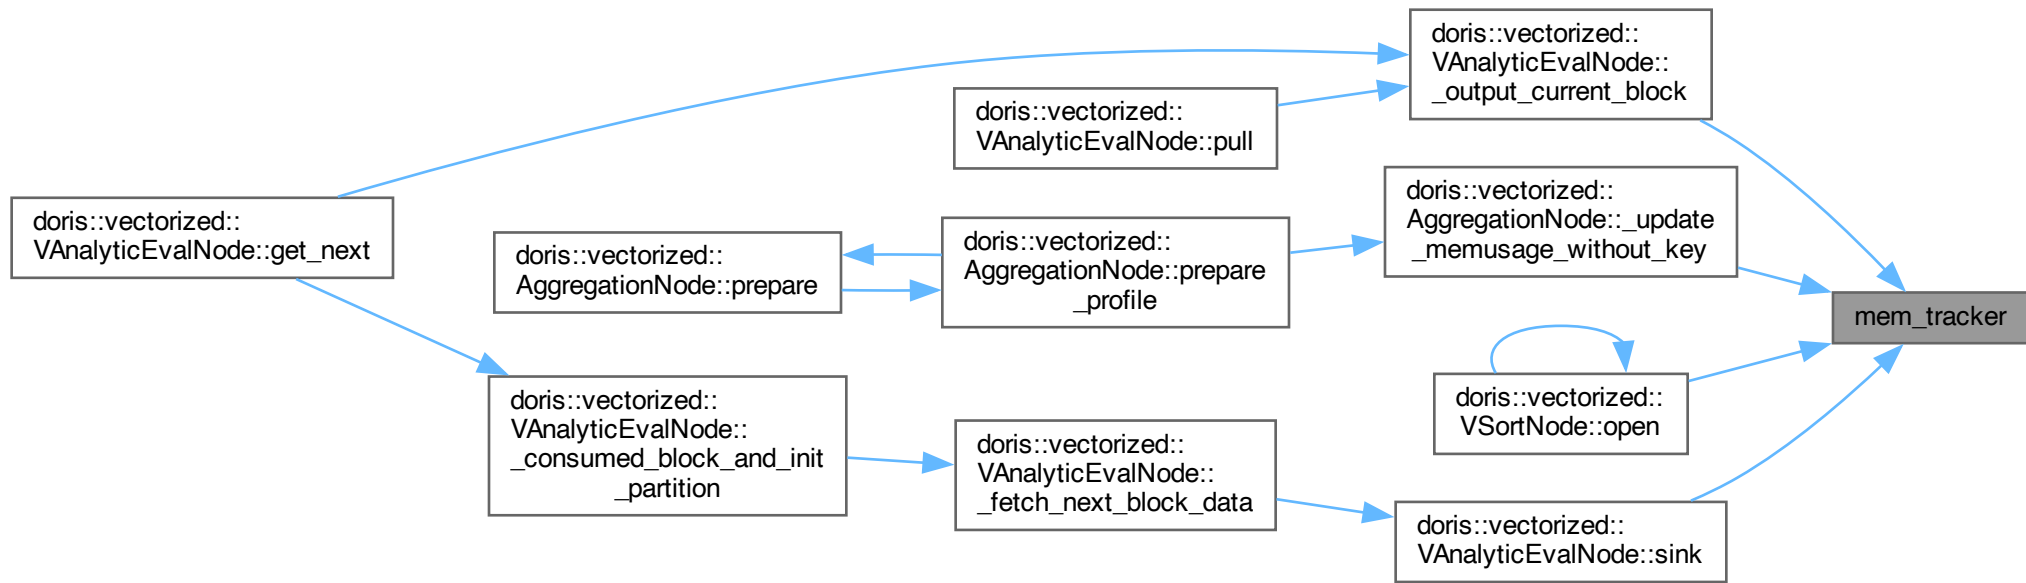 doris::vectorized::
VAnalyticEvalNode::
_output_current_block
doris::vectorized::
VAnalyticEvalNode::pull
doris::vectorized::
AggregationNode::_update
_memusage_without_key
doris::vectorized::
VAnalyticEvalNode::get_next
doris::vectorized::
AggregationNode::prepare
doris::vectorized::
AggregationNode::prepare
_profile
mem_tracker
doris::vectorized::
VSortNode::open
doris::vectorized::
VAnalyticEvalNode::
_consumed_block_and_init
_partition
doris::vectorized::
VAnalyticEvalNode::
_fetch_next_block_data
doris::vectorized::
VAnalyticEvalNode::sink